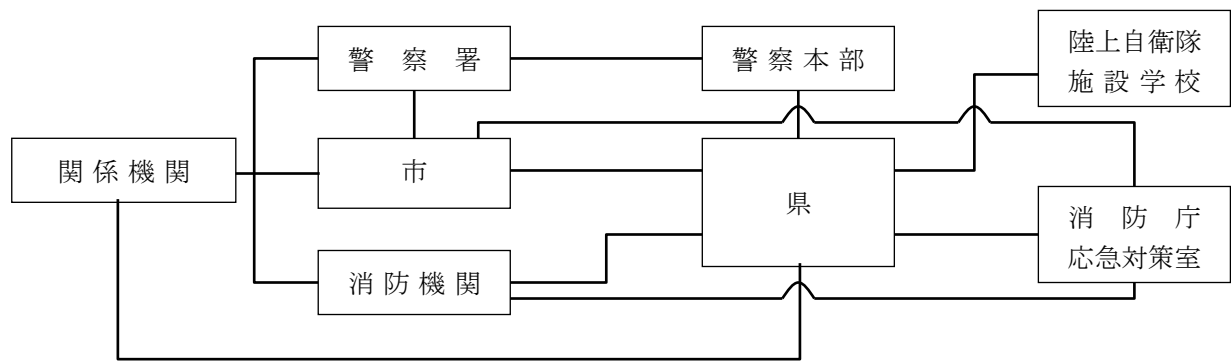 警察署
警察本部
陸上自衛隊
施設学校
関係機関
市
県
消防庁
応急対策室
消防機関